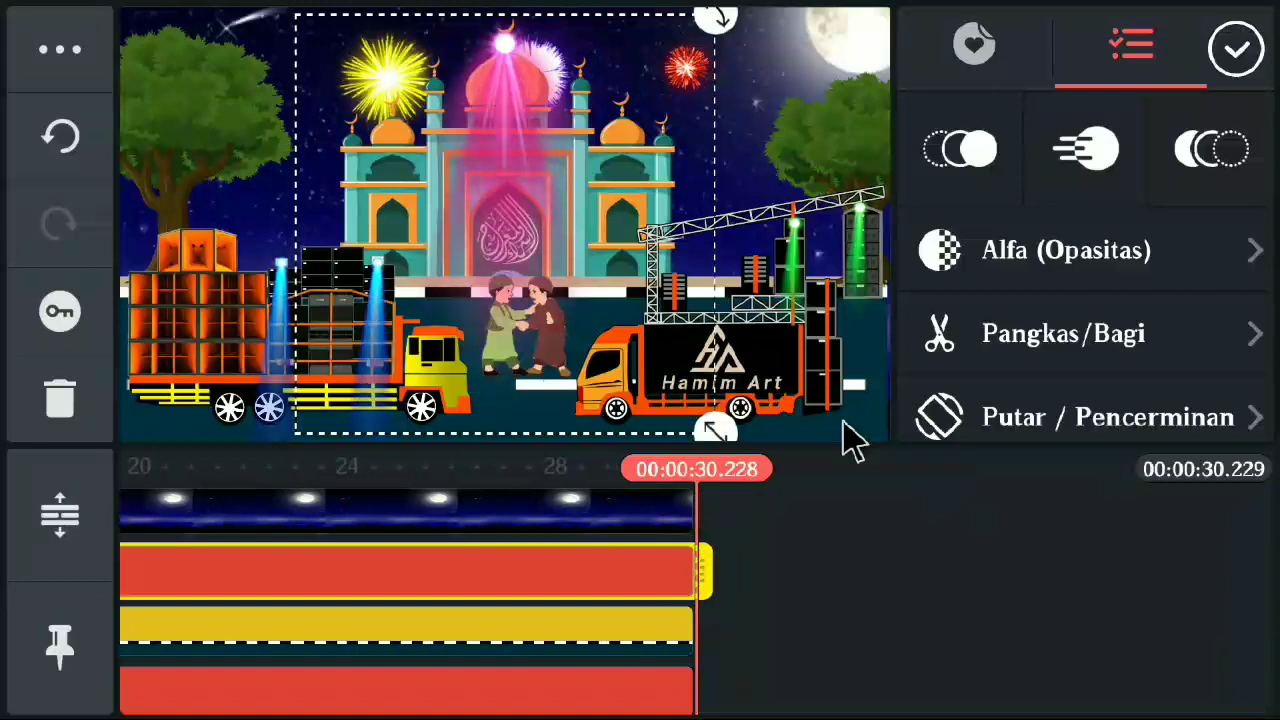 Alfa (Opasitas)
Pangkas/Bagi
Putar / Pencerminan
Hamim Art
20
24
28
00:00:30.228
00:00:30.229